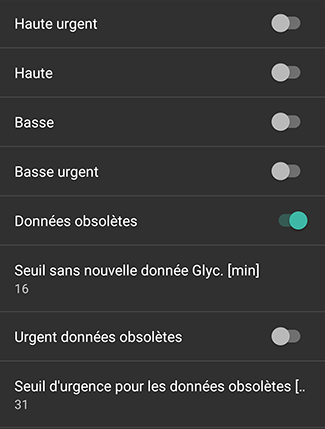 Haute urgent
Haute
Basse
Basse urgent
Données obsolètes
Seuil sans nouvelle donnée Glyc. [min]
16
Urgent données obsolètes
Seuil d'urgence pour les données obsolètes [..
31